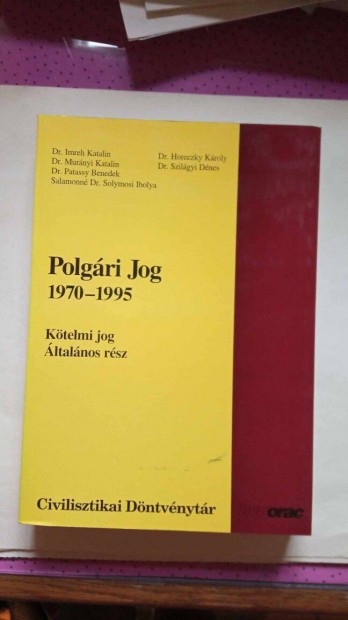 Dr. Imreh Katalin
Dr. Murányi Katalin
Dr. Patassy Benedek
Salamonné Dr. Solymosi Ibolya
Dr. Horeczky Károly
Dr. Szilágyi Dénes
Polgári Jog
1970–1995
Kötelmi jog
Általános rész
Civilisztikai Döntvénytár
orac